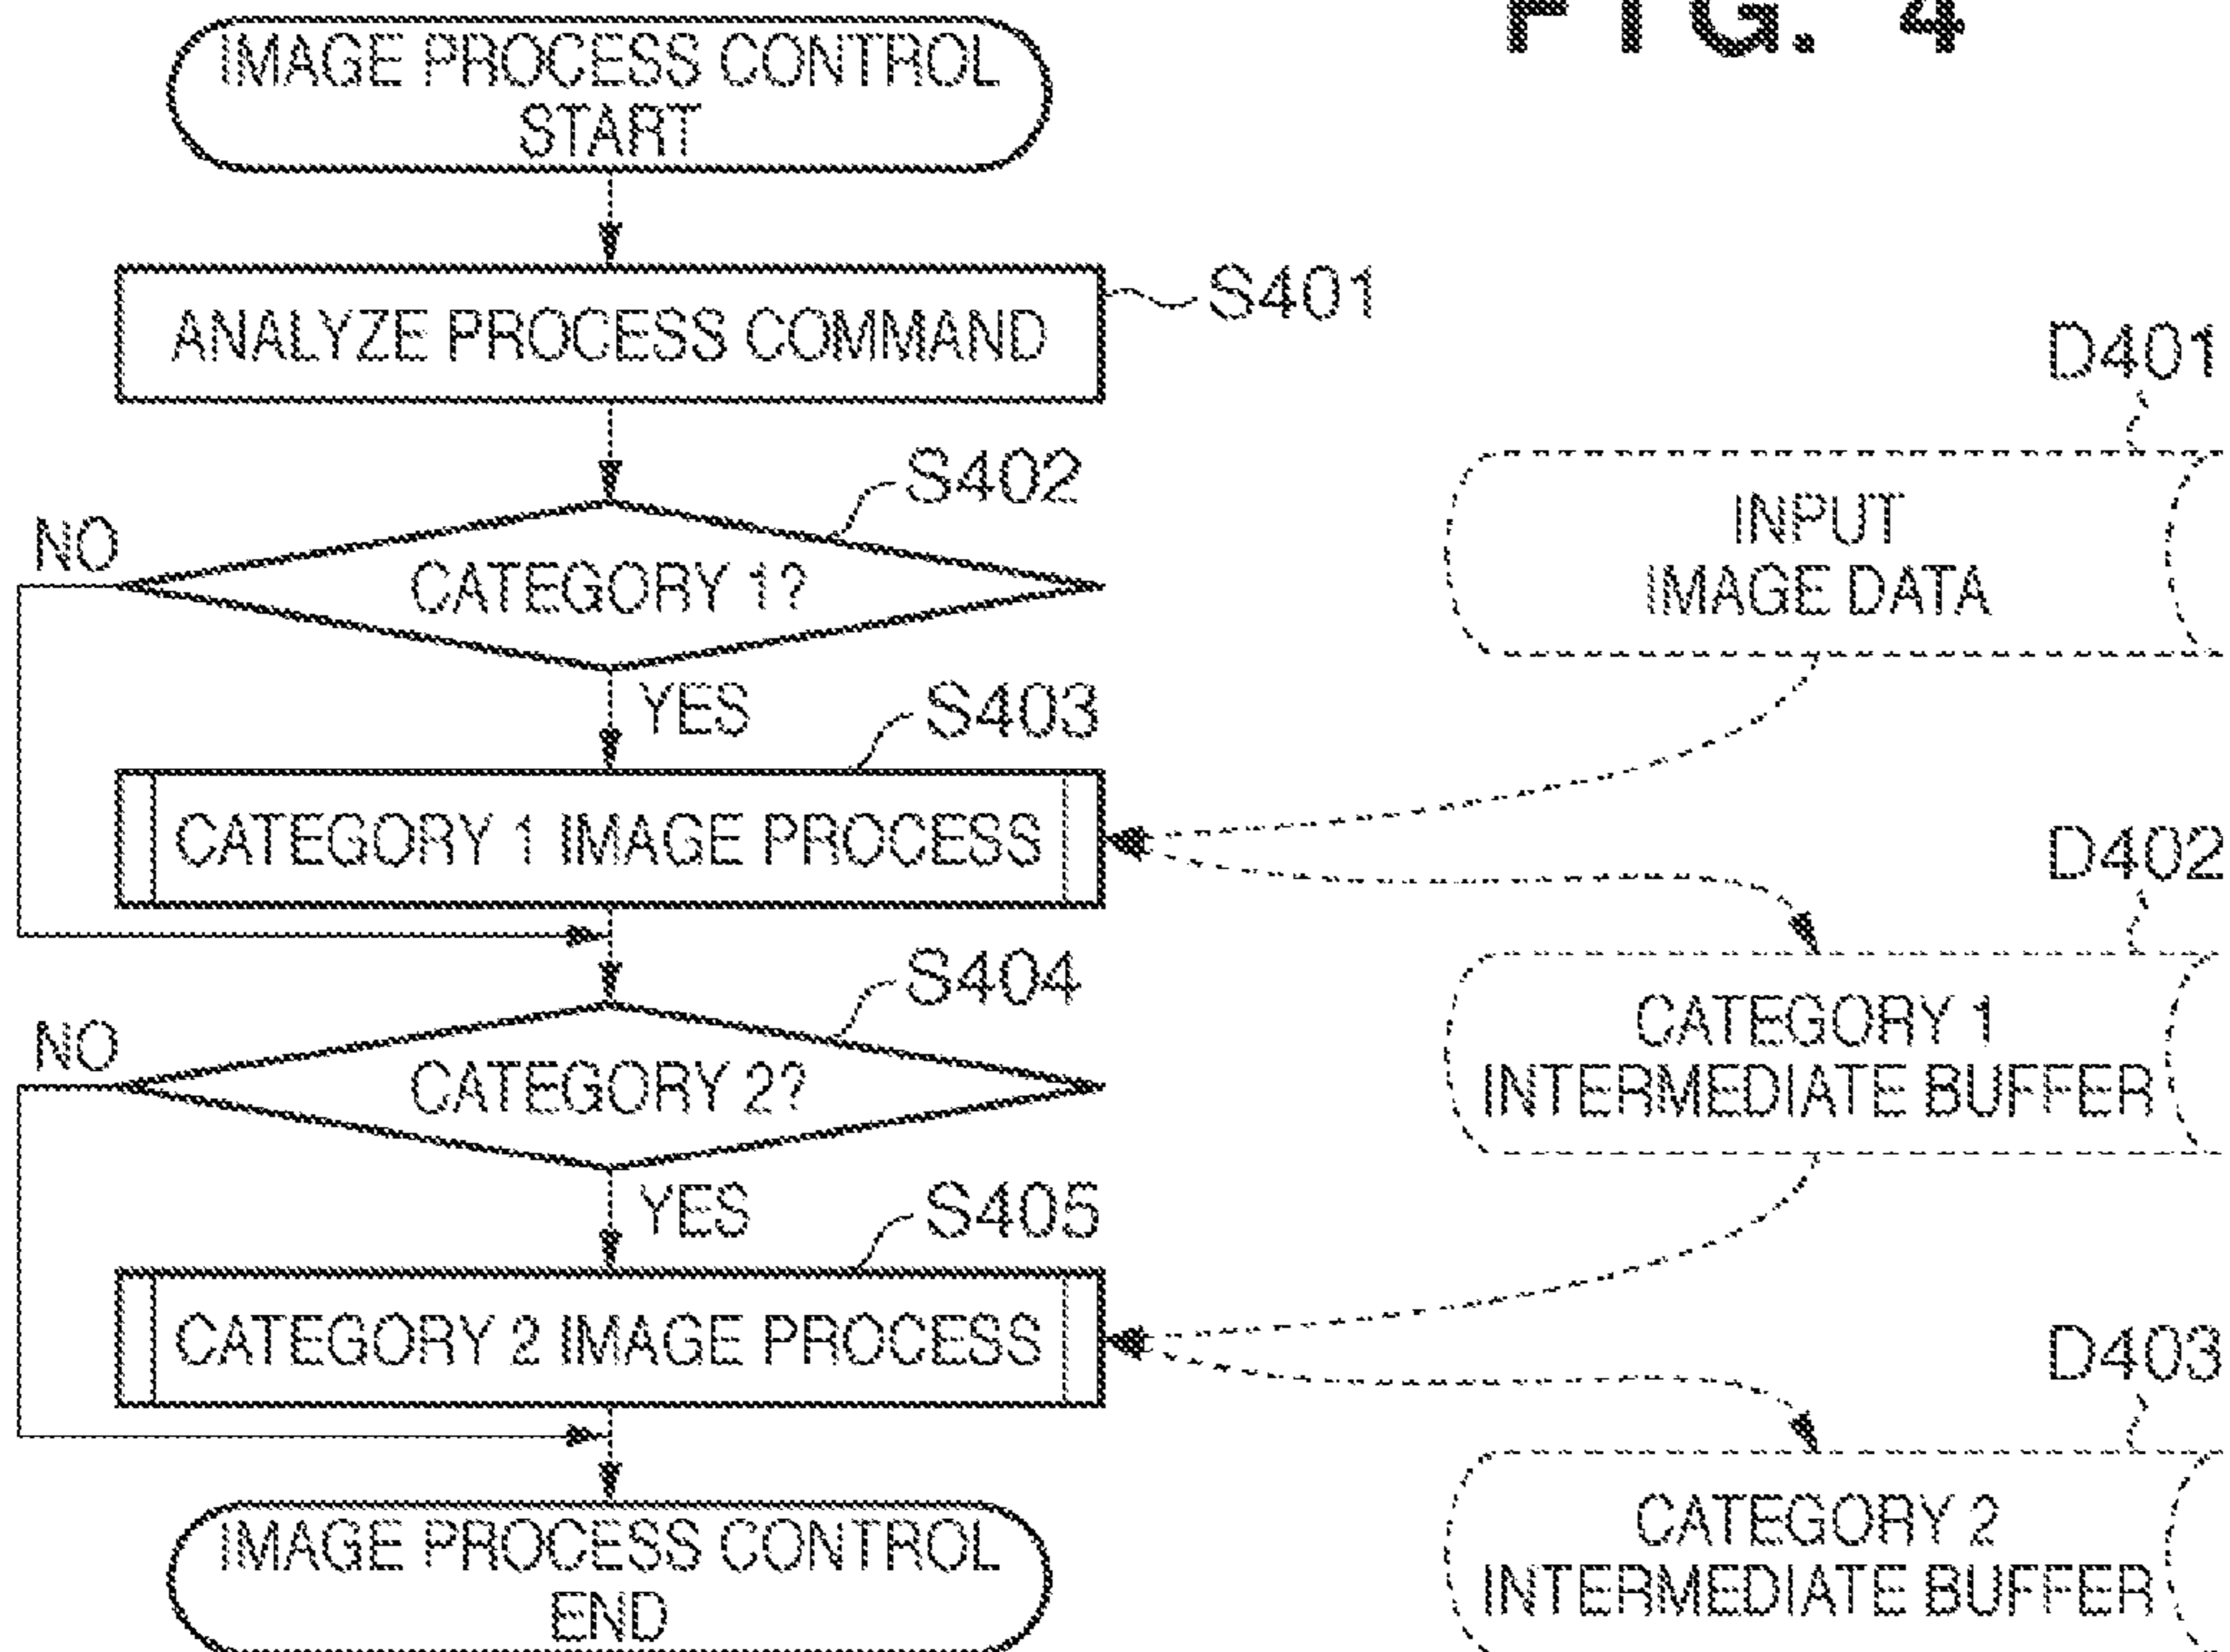 FIG. 4
IMAGE PROCESS CONTROL
START
ANALYZE PROCESS COMMAND
S401
S402
NO
CATEGORY 1?
YES
S403
CATEGORY 1 IMAGE PROCESS
S404
NO
CATEGORY 2?
YES
S405
CATEGORY 2 IMAGE PROCESS
IMAGE PROCESS CONTROL
END
D401
INPUT
IMAGE DATA
D402
CATEGORY 1
INTERMEDIATE BUFFER
D403
CATEGORY 2
INTERMEDIATE BUFFER